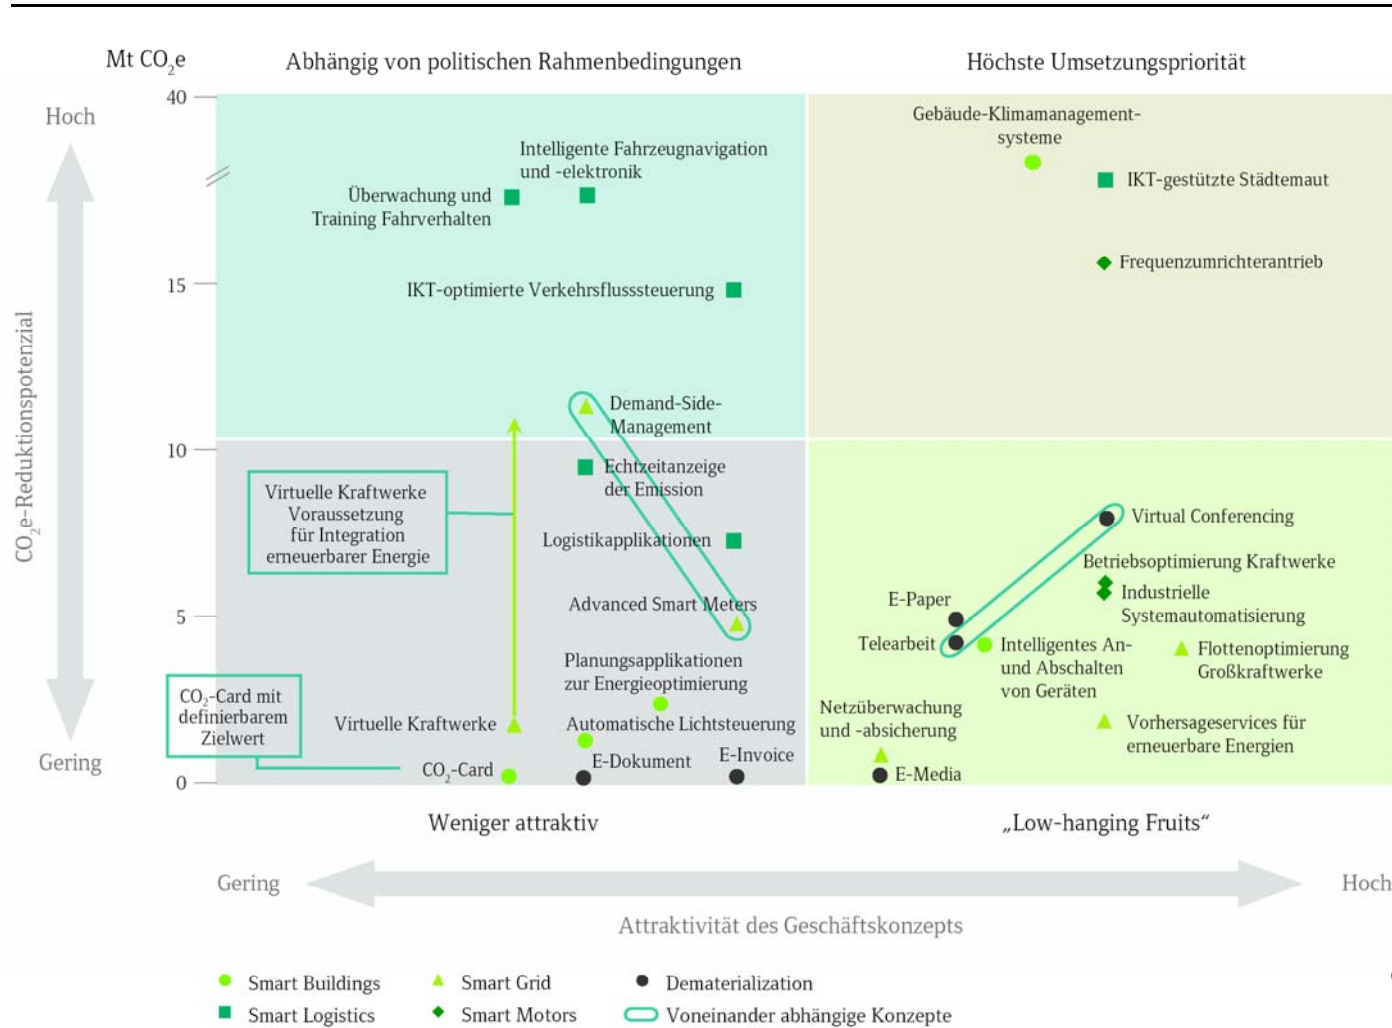 Mt CO₂e
Abhängig von politischen Rahmenbedingungen
Höchste Umsetzungspriorität
40
Hoch
Gebäude-Klimamanagement-
systeme
Intelligente Fahrzeugnavigation
und -elektronik
IKT-gestützte Städtemaut
Überwachung und
Training Fahrverhalten
Frequenzumrichterantrieb
15
IKT-optimierte Verkehrsflusssteuerung
CO₂e-Reduktionspotenzial
Demand-Side-
Management
10
Echtzeitanzeige
der Emission
Virtuelle Kraftwerke
Voraussetzung
für Integration
erneuerbarer Energie
Virtual Conferencing
Logistikapplikationen
Betriebsoptimierung Kraftwerke
Industrielle
Systemautomatisierung
E-Paper
Advanced Smart Meters
5
Telearbeit
Intelligentes An-
und Abschalten
von Geräten
Flottenoptimierung
Großkraftwerke
Planungsapplikationen
zur Energieoptimierung
CO₂-Card mit
definierbarem
Zielwert
Netzüberwachung
und -absicherung
Virtuelle Kraftwerke
Automatische Lichtsteuerung
Vorhersageservices für
erneuerbare Energien
Gering
CO₂-Card
E-Dokument
E-Invoice
E-Media
0
Weniger attraktiv
„Low-hanging Fruits“
Gering
Hoch
Attraktivität des Geschäftskonzepts
Smart Buildings
Smart Grid
Dematerialization
Smart Logistics
Smart Motors
Voneinander abhängige Konzepte